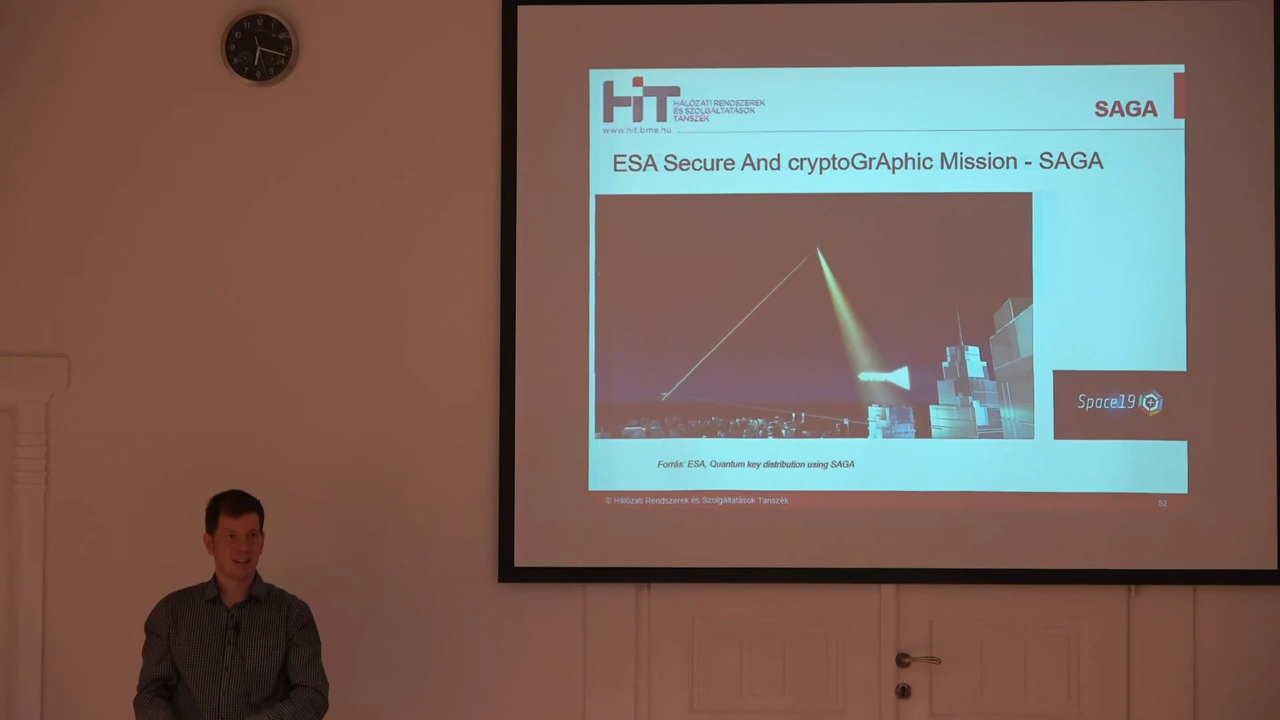 HiT
HÁLÓZATI RENDSZEREK
ÉS SZOLGÁLTATÁSOK
TANSZÉK
www.hit.bme.hu
SAGA
ESA Secure And cryptoGrAphic Mission - SAGA
Space19
Forrás: ESA, Quantum key distribution using SAGA
© Hálózati Rendszerek és Szolgáltatások Tanszék
52